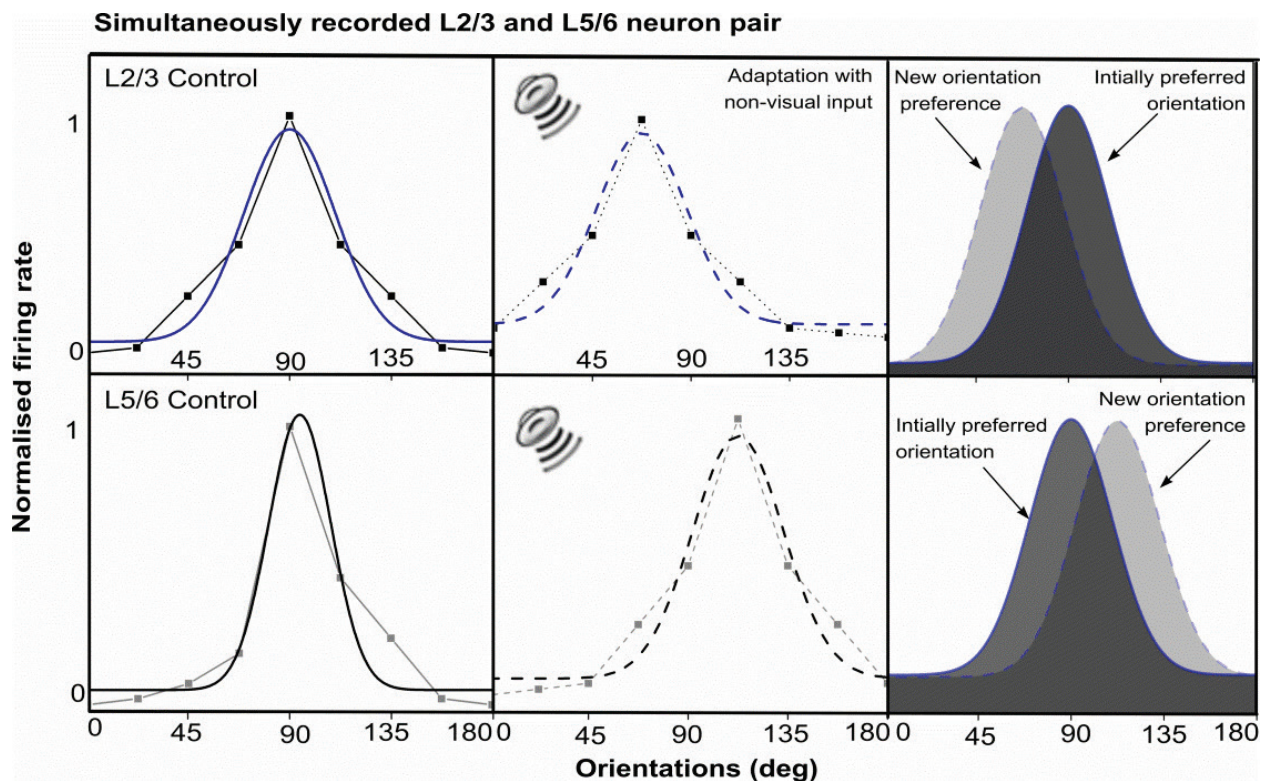 Simultaneously recorded L2/3 and L5/6 neuron pair
L2/3 Control
Adaptation with
non-visual input
New orientation
preference
Intially preferred
orientation
1
0
45
90
135
45
90
135
L5/6 Control
Intially preferred
orientation
New orientation
preference
1
0
Normalised firing rate
0
45
90
135
180
0
45
90
135
180
0
45
90
135
180
Orientations (deg)